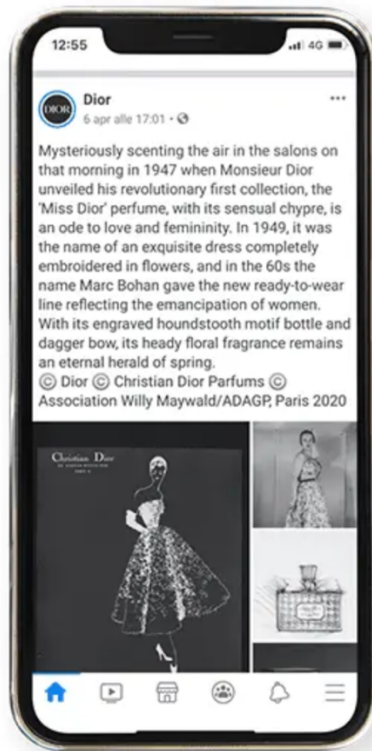 12:55
4G
DIOR
Dior
6 apr alle 17:01
Mysteriously scenting the air in the salons on
that morning in 1947 when Monsieur Dior
unveiled his revolutionary first collection, the
'Miss Dior' perfume, with its sensual chypre, is
an ode to love and femininity. In 1949, it was
the name of an exquisite dress completely
embroidered in flowers, and in the 60s the
name Marc Bohan gave the new ready-to-wear
line reflecting the emancipation of women.
With its engraved houndstooth motif bottle and
dagger bow, its heady floral fragrance remains
an eternal herald of spring.
© Dior © Christian Dior Parfums ©
Association Willy Maywald/ADAGP, Paris 2020
Christian Dior